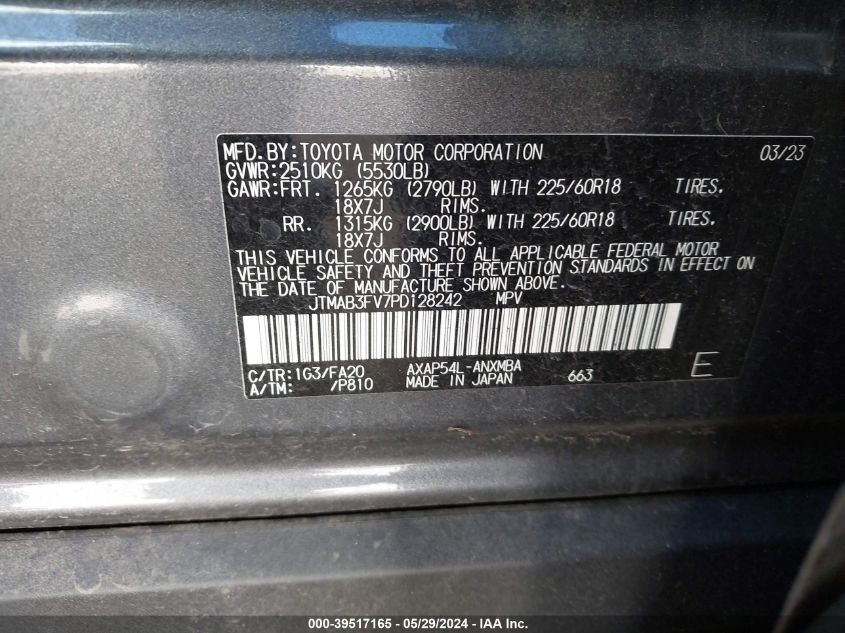 MFD.BY:TOYOTA MOTOR CORPORATION 03/23
GVWR:2510KG (5530LB)
GAWR:FRT. 1265KG (2790LB) WITH 225/60R18 TIRES.
18X7J RIMS.
RR. 1315KG (2900LB) WITH 225/60R18 TIRES.
18X7J RIMS.
THIS VEHICLE CONFORMS TO ALL APPLICABLE FEDERAL MOTOR
VEHICLE SAFETY AND THEFT PREVENTION STANDARDS IN EFFECT ON
THE DATE OF MANUFACTURE SHOWN ABOVE.
JTMAB3FV7PD128242 MPV
C/TR:1G3/FA20 AXAP54L-ANXMBA
A/TM: /P810 MADE IN JAPAN 663 E
000-39517165 - 05/29/2024 - IAA, Inc.